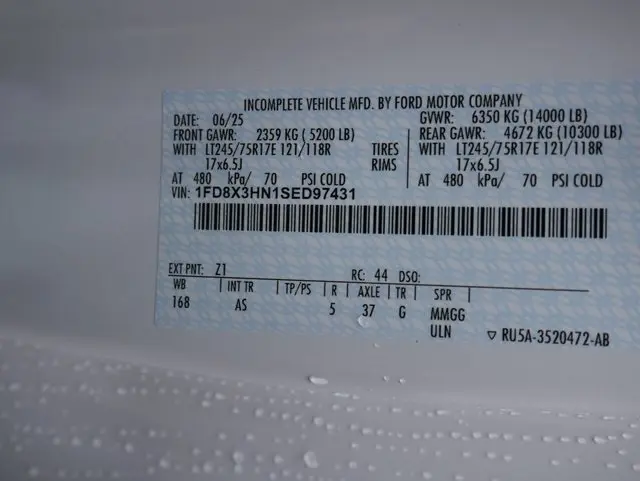 INCOMPLETE VEHICLE MFD. BY FORD MOTOR COMPANY
DATE: 06/25 GVWR: 6350 KG (14000 LB)
FRONT GAWR: 2359 KG ( 5200 LB) REAR GAWR: 4672 KG (10300 LB)
WITH LT245/75R17E 121/118R TIRES WITH LT245/75R17E 121/118R
17x6.5J RIMS 17x6.5J
AT 480 kPa/ 70 PSI COLD AT 480 kPa/ 70 PSI COLD
VIN: 1FD8X3HN1SED97431
EXT PNT: Z1 RC: 44 DSO:
WB INT TR TP/PS R AXLE TR SPR
168 AS 5 37 G MMGG
ULN RU5A-3520472-AB